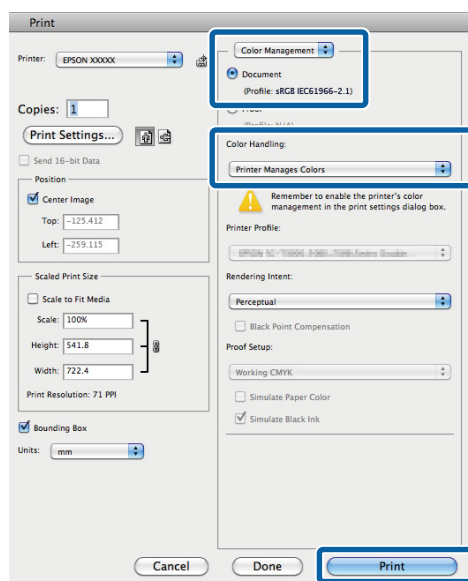 Print
Printer: EPSON XXXXX
Copies: 1
Print Settings...
Send 16-bit Data
Position
Center Image
Top: -125.412
Left: -259.115
Scaled Print Size
Scale to Fit Media
Scale: 100%
Height: 541.8
Width: 722.4
Print Resolution: 71 PPI
Bounding Box
Units: mm
Color Management
Document
(Profile: sRGB IEC61966-2.1)
Color Handling:
Printer Manages Colors
Remember to enable the printer's color
management in the print settings dialog box.
Printer Profile:
Rendering Intent:
Perceptual
Black Point Compensation
Proof Setup:
Working CMYK
Simulate Paper Color
Simulate Black Ink
Cancel
Done
Print